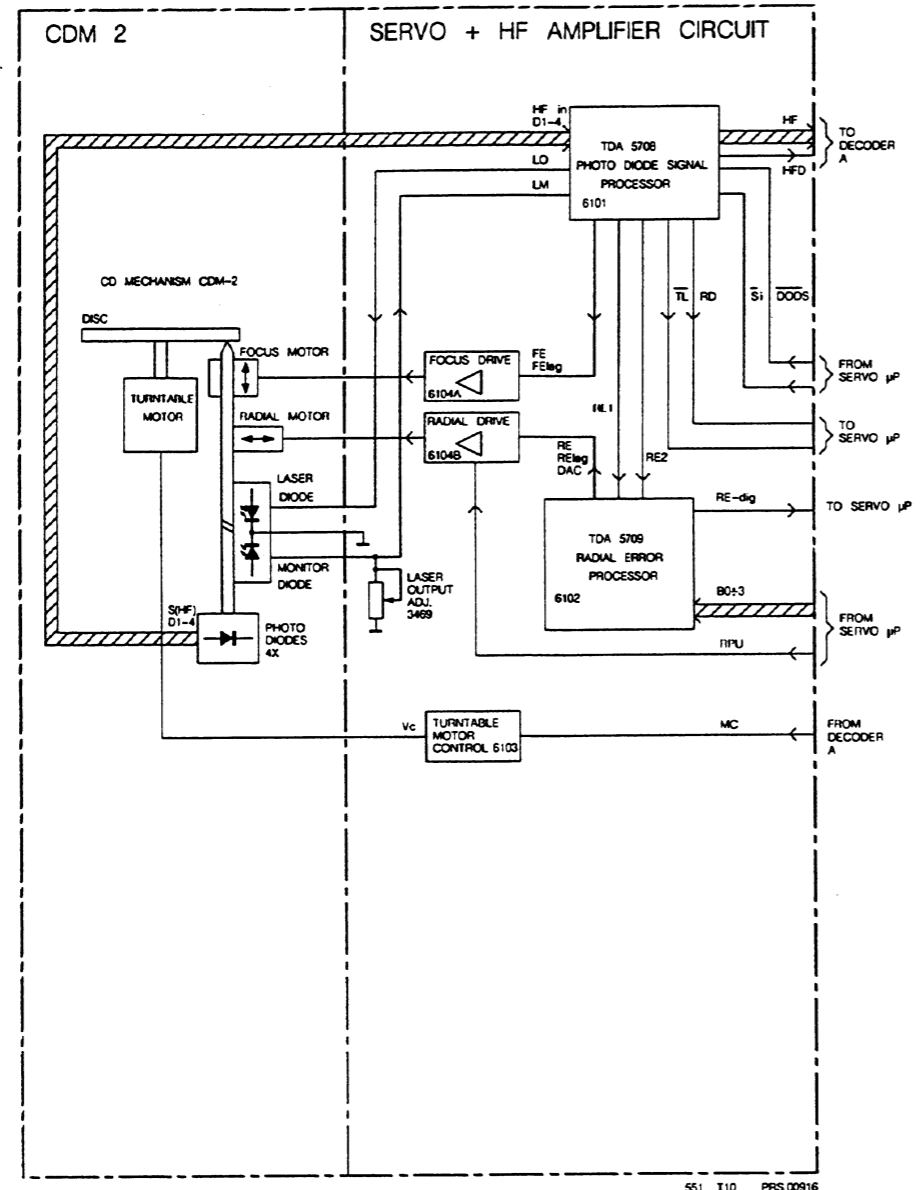 CDM 2
SERVO + HF AMPLIFIER CIRCUIT
HF in
D1-4
LO
LM
TDA 5708
PHOTO DIODE SIGNAL
PROCESSOR
6101
HF
HFD
TO
DECODER
A
CD MECHANISM CDM-2
DISC
TURNTABLE
MOTOR
FOCUS MOTOR
RADIAL MOTOR
LASER
DIODE
MONITOR
DIODE
S(HF)
D1-4
PHOTO
DIODES
4X
FOCUS DRIVE
6104A
RADIAL DRIVE
6104B
FE
FElag
RE
RElag
DAC
RE1
RE2
TL
RD
Si
DODS
FROM
SERVO µP
TO
SERVO µP
RE-dig
TO SERVO µP
TDA 5709
RADIAL ERROR
PROCESSOR
6102
LASER
OUTPUT
ADJ.
3469
B0÷3
RPU
FROM
SERVO µP
Vc
TURNTABLE
MOTOR
CONTROL 6103
MC
FROM
DECODER
A
551 T10 PRS 00916